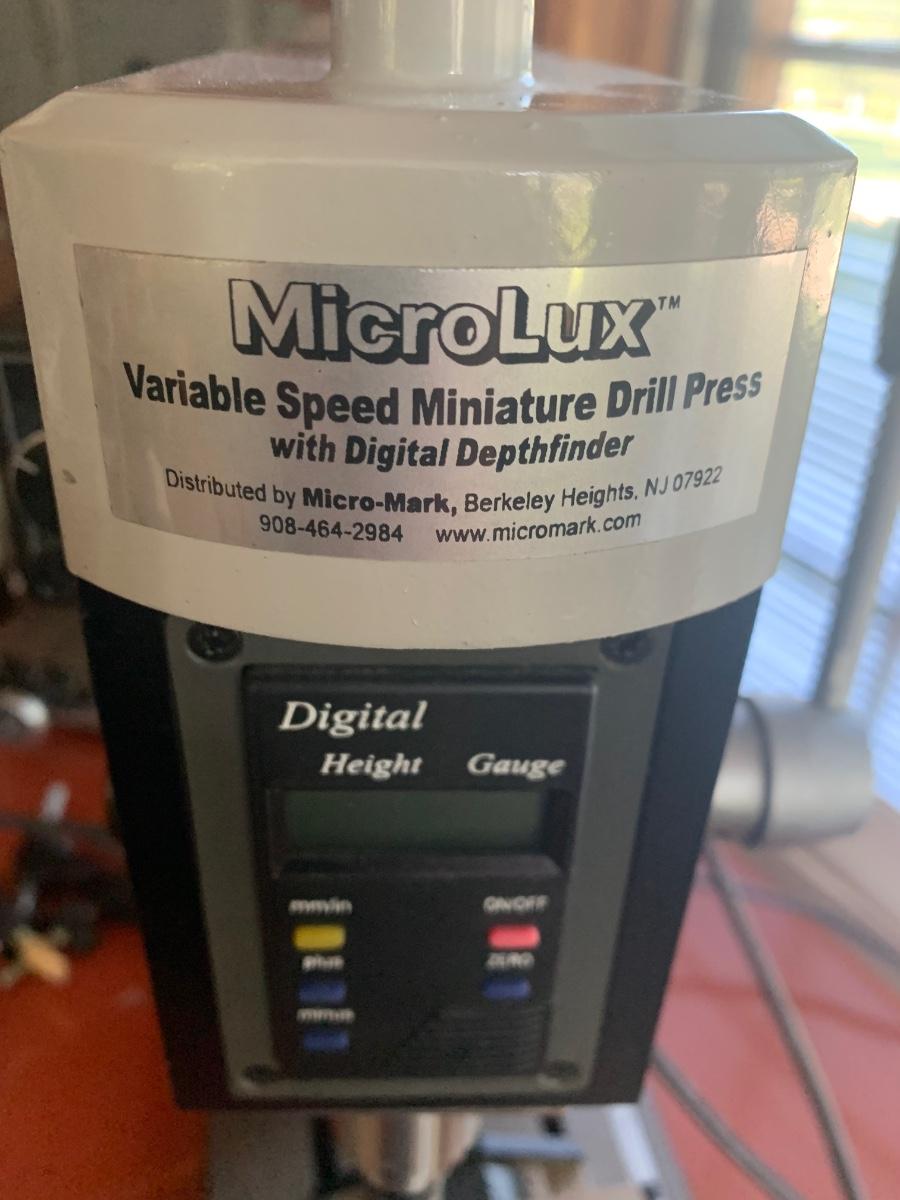 MicroLux™
Variable Speed Miniature Drill Press
with Digital Depthfinder
Distributed by Micro-Mark, Berkeley Heights, NJ 07922
908-464-2984 www.micromark.com
Digital
Height Gauge
mm/in ON/OFF
plus ZERO
minus